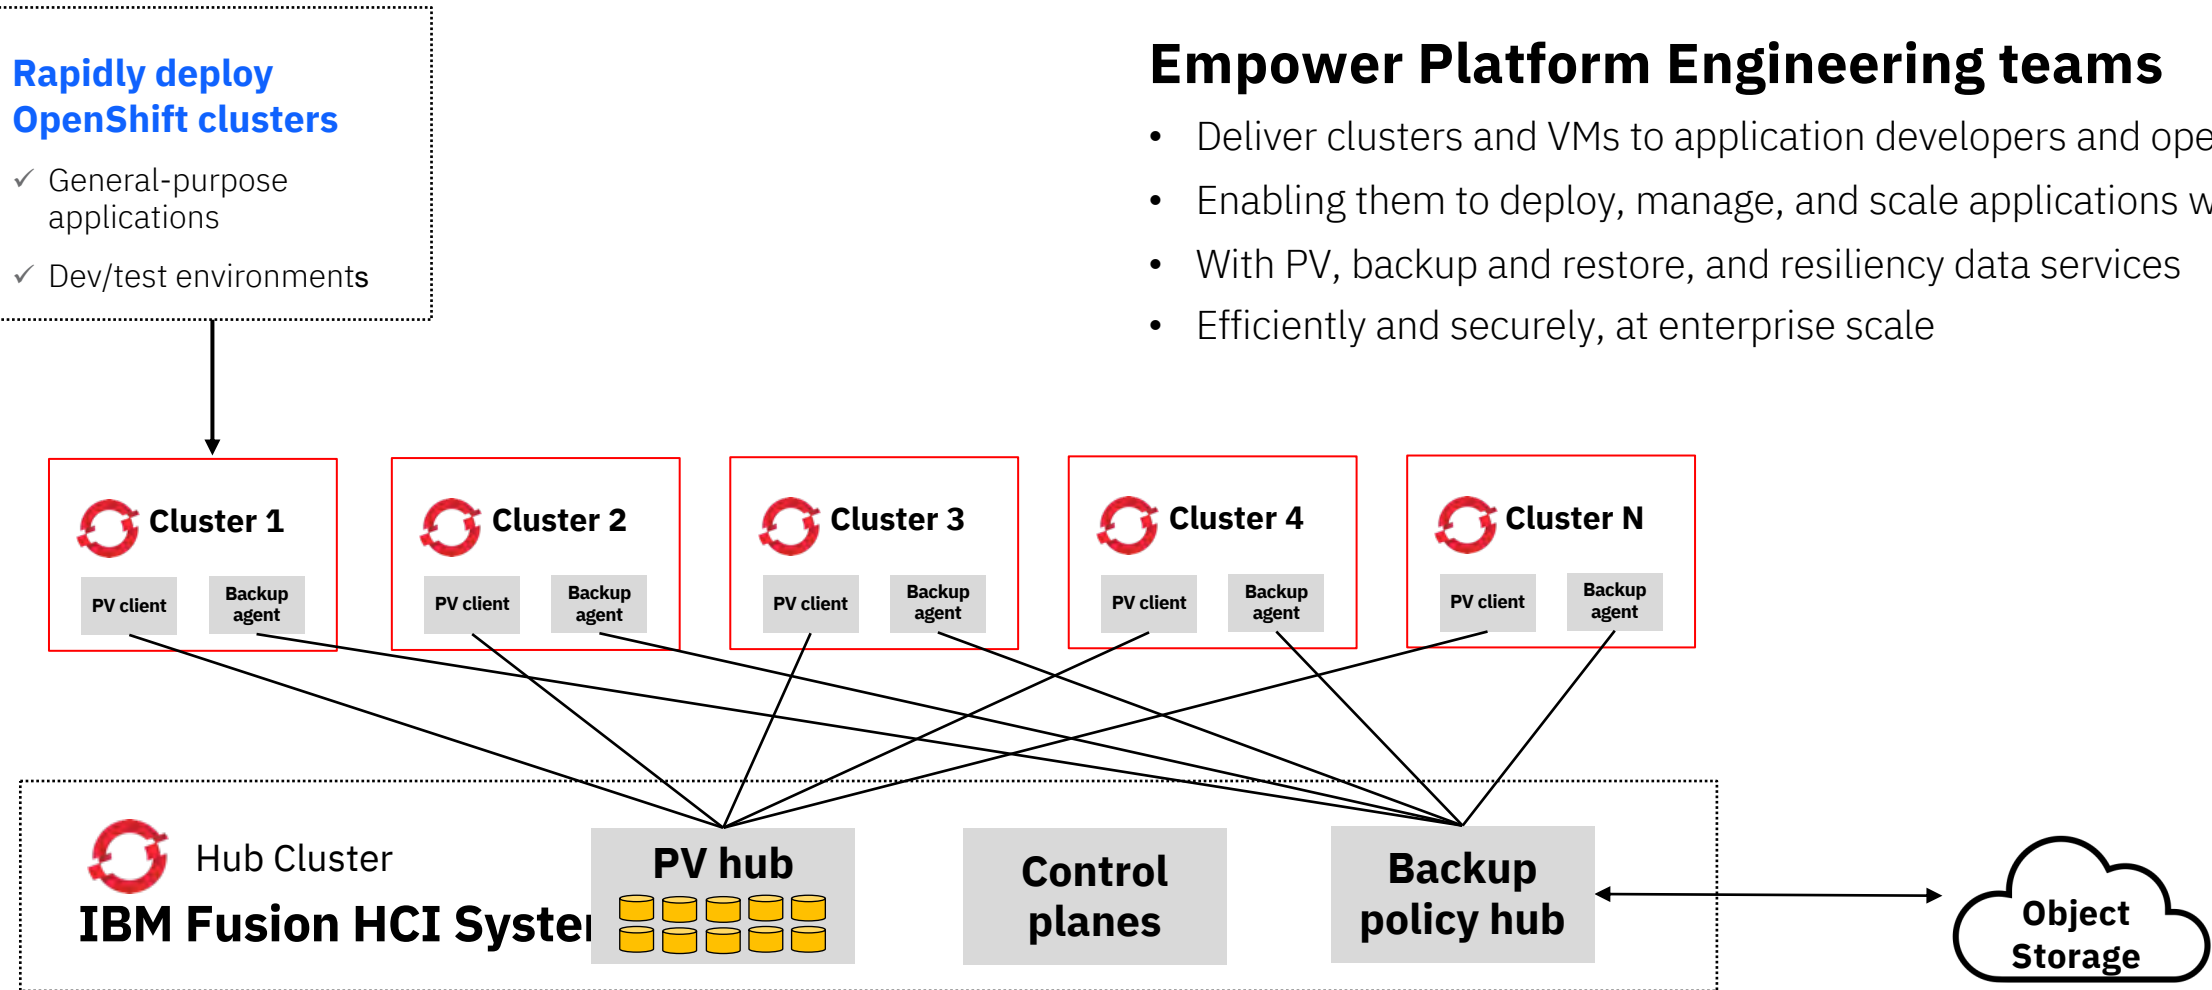 Rapidly deploy
OpenShift clusters
✓ General-purpose
applications
✓ Dev/test environments
Empower Platform Engineering teams
• Deliver clusters and VMs to application developers and ope
• Enabling them to deploy, manage, and scale applications w
• With PV, backup and restore, and resiliency data services
• Efficiently and securely, at enterprise scale
Cluster 1
PV client
Backup
agent
Cluster 2
PV client
Backup
agent
Cluster 3
PV client
Backup
agent
Cluster 4
PV client
Backup
agent
Cluster N
PV client
Backup
agent
Hub Cluster
IBM Fusion HCI System
PV hub
Control
planes
Backup
policy hub
Object
Storage